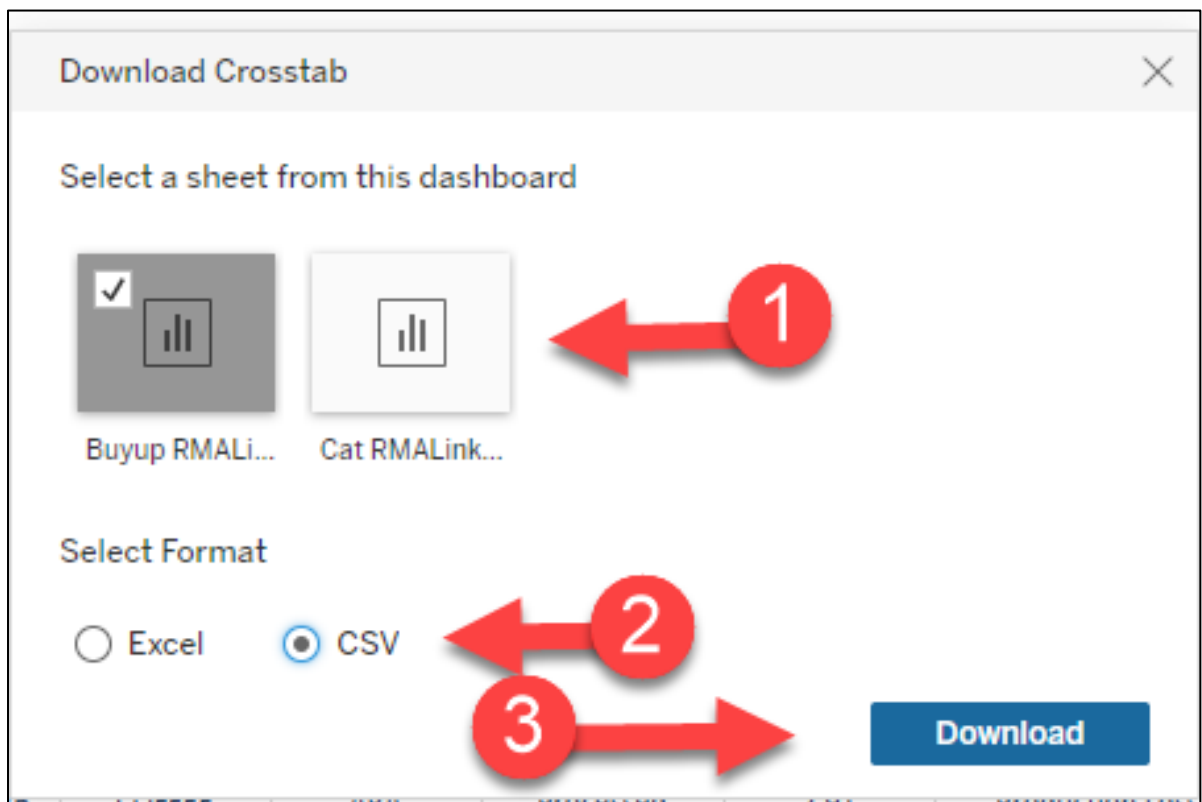 Download Crosstab
Select a sheet from this dashboard
1
Buyup RMALi... Cat RMALink...
Select Format
Excel CSV
2
3
Download